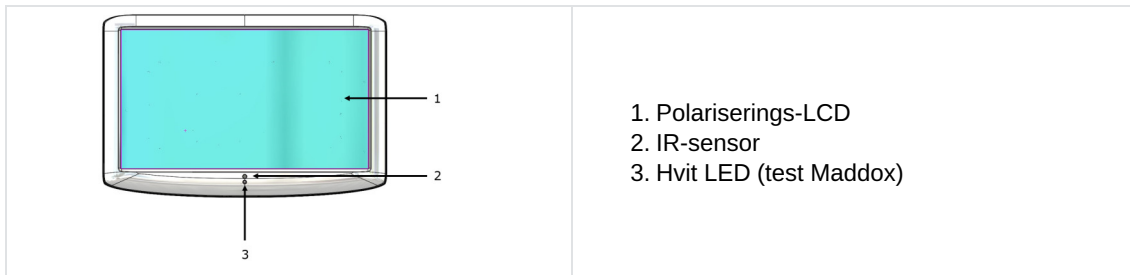 1
2
3
1. Polariserings-LCD
2. IR-sensor
3. Hvit LED (test Maddox)